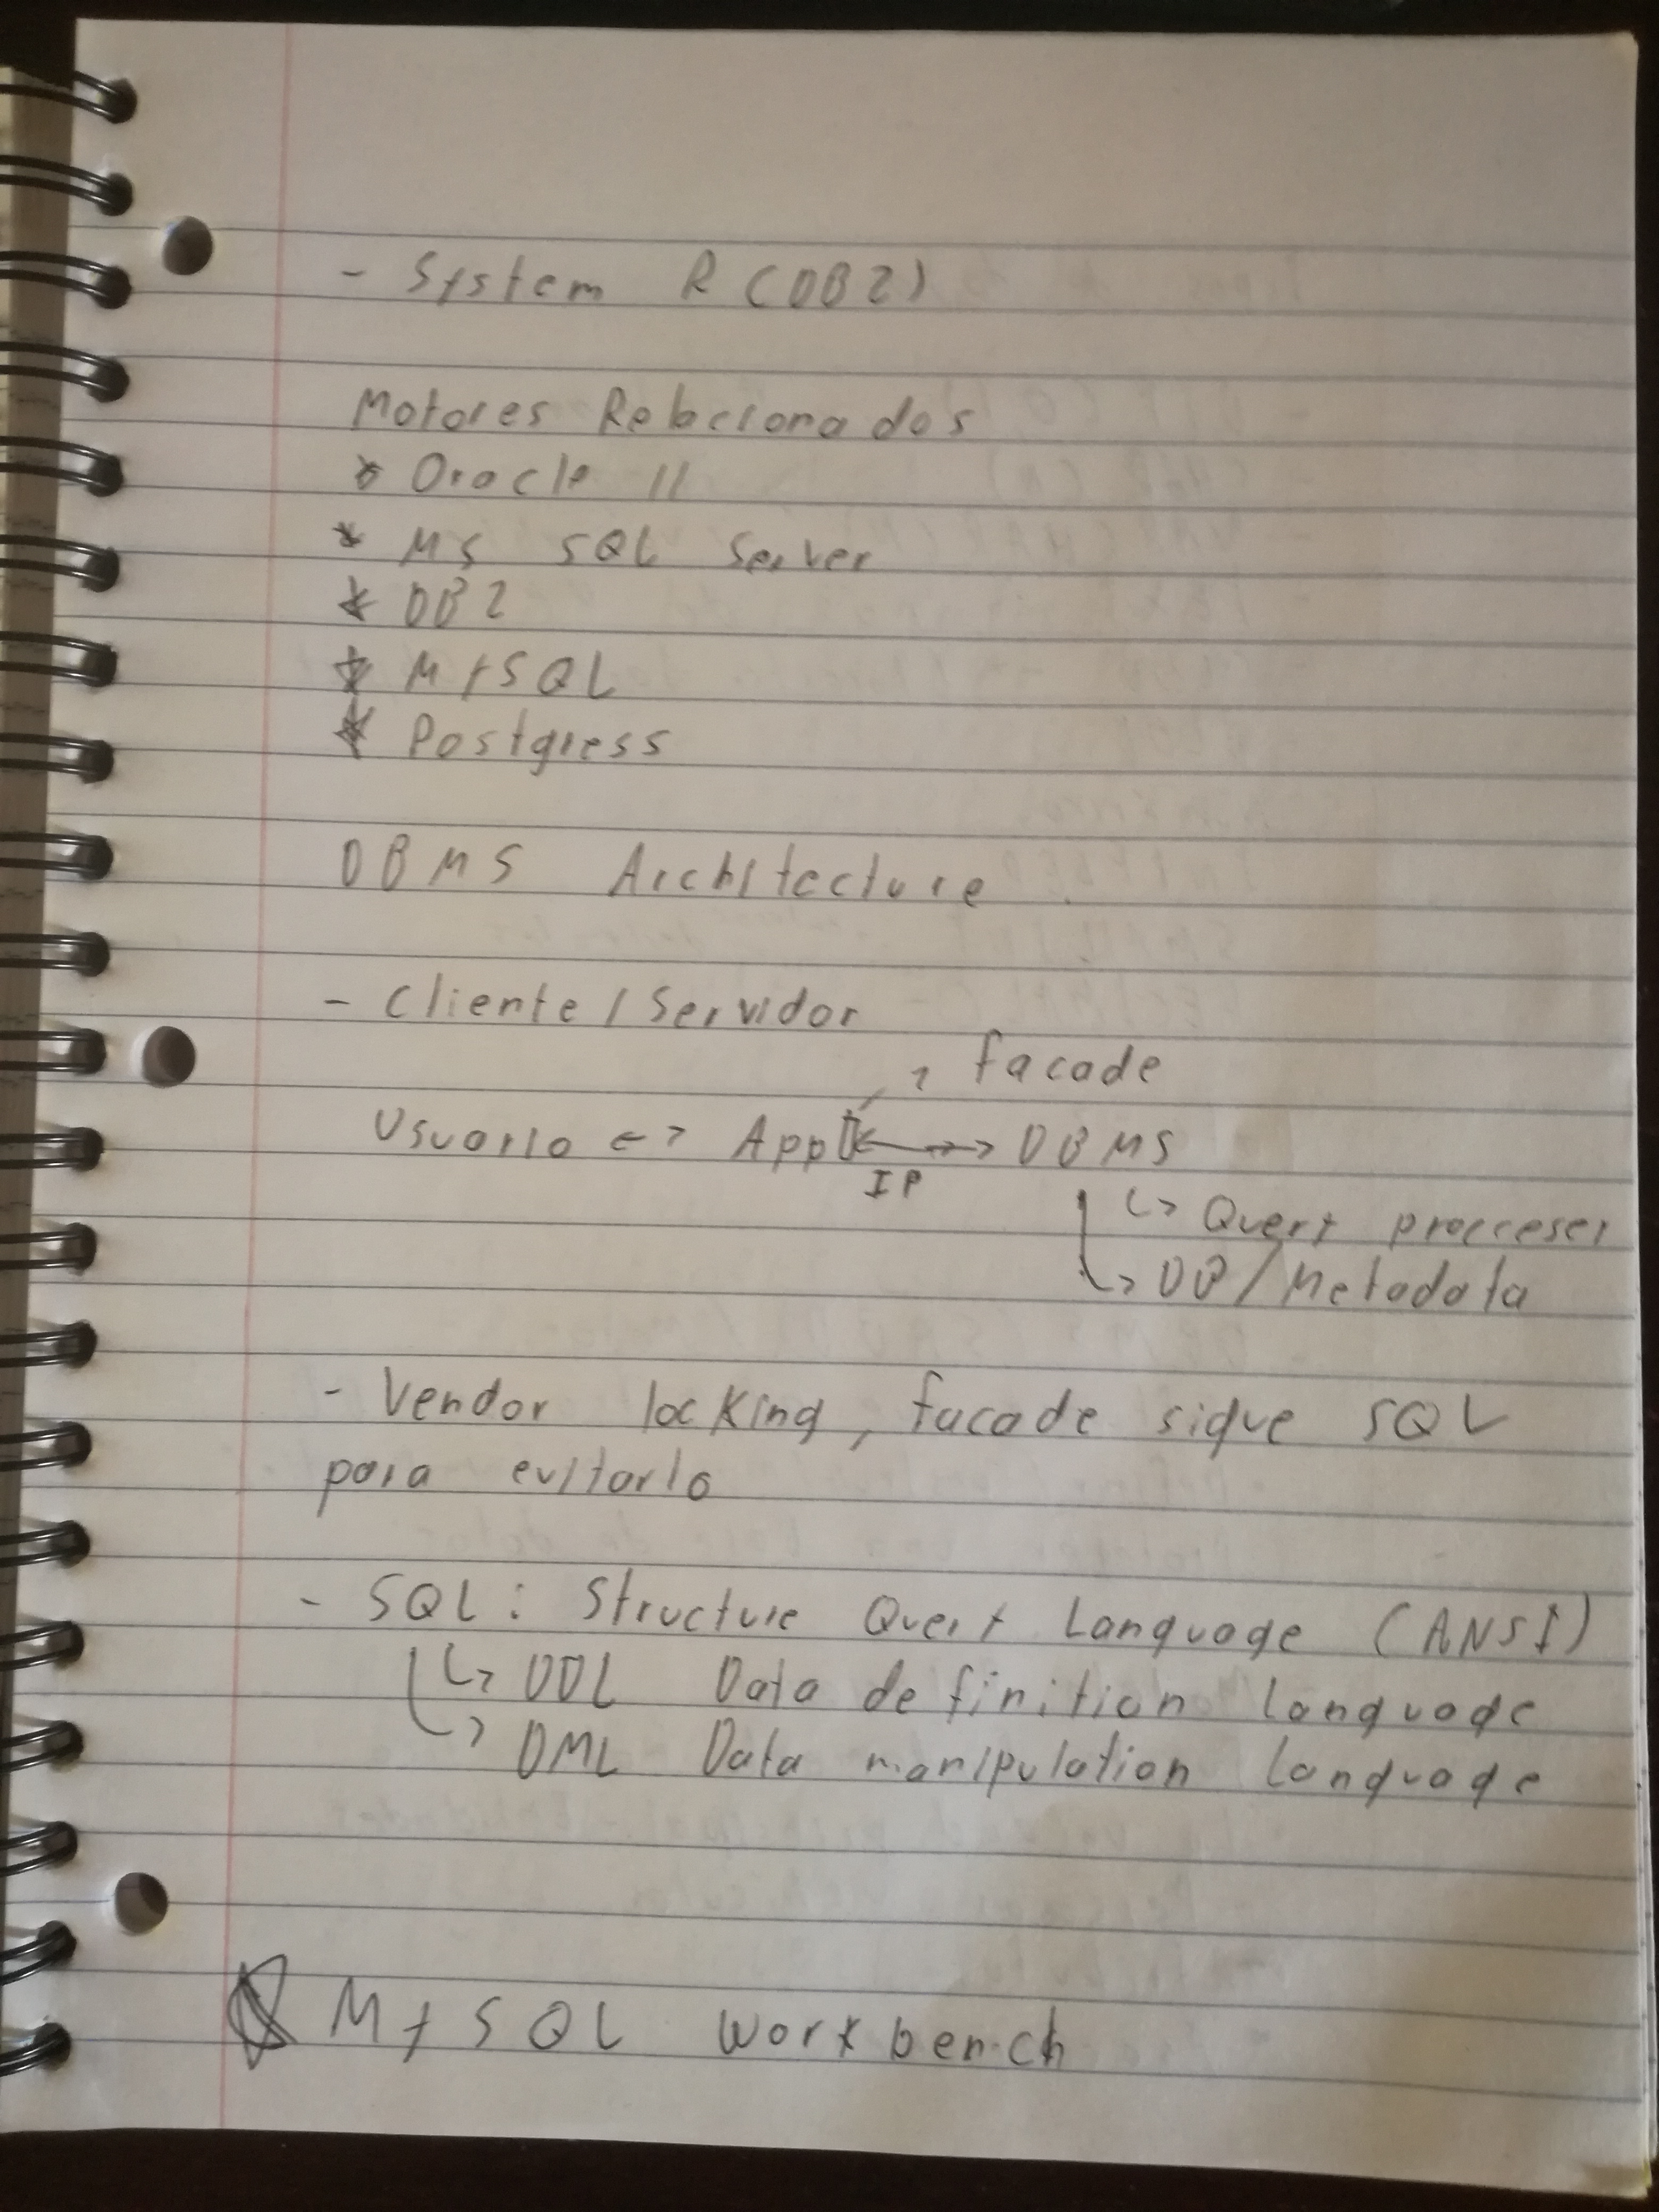 - System R (DB2)
Motores Relacionados
* Oracle 11
* MS SQL Server
* DB2
* MySQL
* Postgress
DBMS Architecture
- Cliente / Servidor
facade
Usuario <-> App <-> DBMS
IP
↳ Query procceser
↳ DB/Metadata
- Vendor locking, facade sigue SQL
para evitarlo
- SQL: Structure Query Language (ANSI)
↳ DDL Data definition language
↳ DML Data manipulation language
MySQL workbench